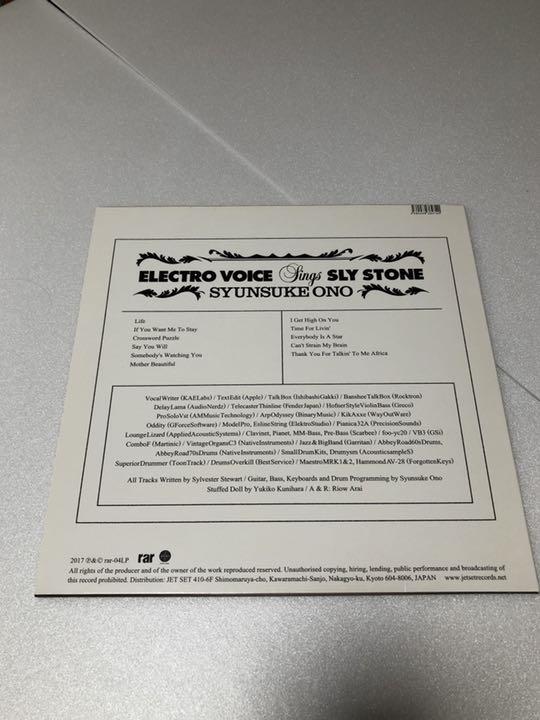 ELECTRO VOICE Sings SLY STONE
SYUNSUKE ONO
Life
If You Want Me To Stay
Crossword Puzzle
Say You Will
Somebody's Watching You
Mother Beautiful
I Get High On You
Time For Livin'
Everybody Is A Star
Can't Strain My Brain
Thank You For Talkin' To Me Africa
VocalWriter (KAELabs) / TextEdit (Apple) / TalkBox (IshibashiGakki) / BansheeTalkBox (Rocktron)
DelayLama (AudioNerdz) / TelecasterThinline (FenderJapan) / HofnerStyleViolinBass (Greco)
ProSoloVst (AMMusicTechnology) / ArpOdyssey (BinaryMusic) / KikAxxe (WayOutWare)
Oddity (GForceSoftware) / ModelPro, EslineString (ElektroStudio) / Pianica32A (PrecisionSounds)
LoungeLizard (AppliedAcousticSystems) / Clavinet, Pianet, MM-Bass, Pre-Bass (Scarbee) / foo-yc20 / VB3 (GSi)
ComboF (Martinic) / VintageOrgansC3 (NativeInstruments) / Jazz&BigBand (Garritan) / AbbeyRoad60sDrums,
AbbeyRoad70sDrums (NativeInstruments) / SmallDrumKits, Drumysm (AcousticsampleS)
SuperiorDrummer (ToonTrack) / DrumsOverkill (BestService) / MaestroMRK1&2, HammondAV-28 (ForgottenKeys)
All Tracks Written by Sylvester Stewart / Guitar, Bass, Keyboards and Drum Programming by Syunsuke Ono
Stuffed Doll by Yukiko Kunihara / A & R: Riow Arai
2017 ℗&© rar-04LP rar
All rights of the producer and of the owner of the work reproduced reserved. Unauthorised copying, hiring, lending, public performance and broadcasting of
this record prohibited. Distribution: JET SET 410-6F Shimomaruya-cho, Kawaramachi-Sanjo, Nakagyo-ku, Kyoto 604-8006, JAPAN www.jetsetrecords.net